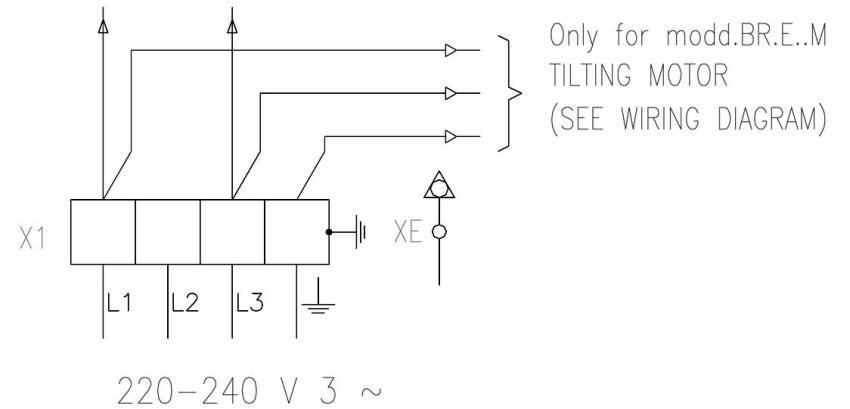 Only for modd.BR.E..M
TILTING MOTOR
(SEE WIRING DIAGRAM)
X1
XE
L1
L2
L3
220-240 V 3 ~